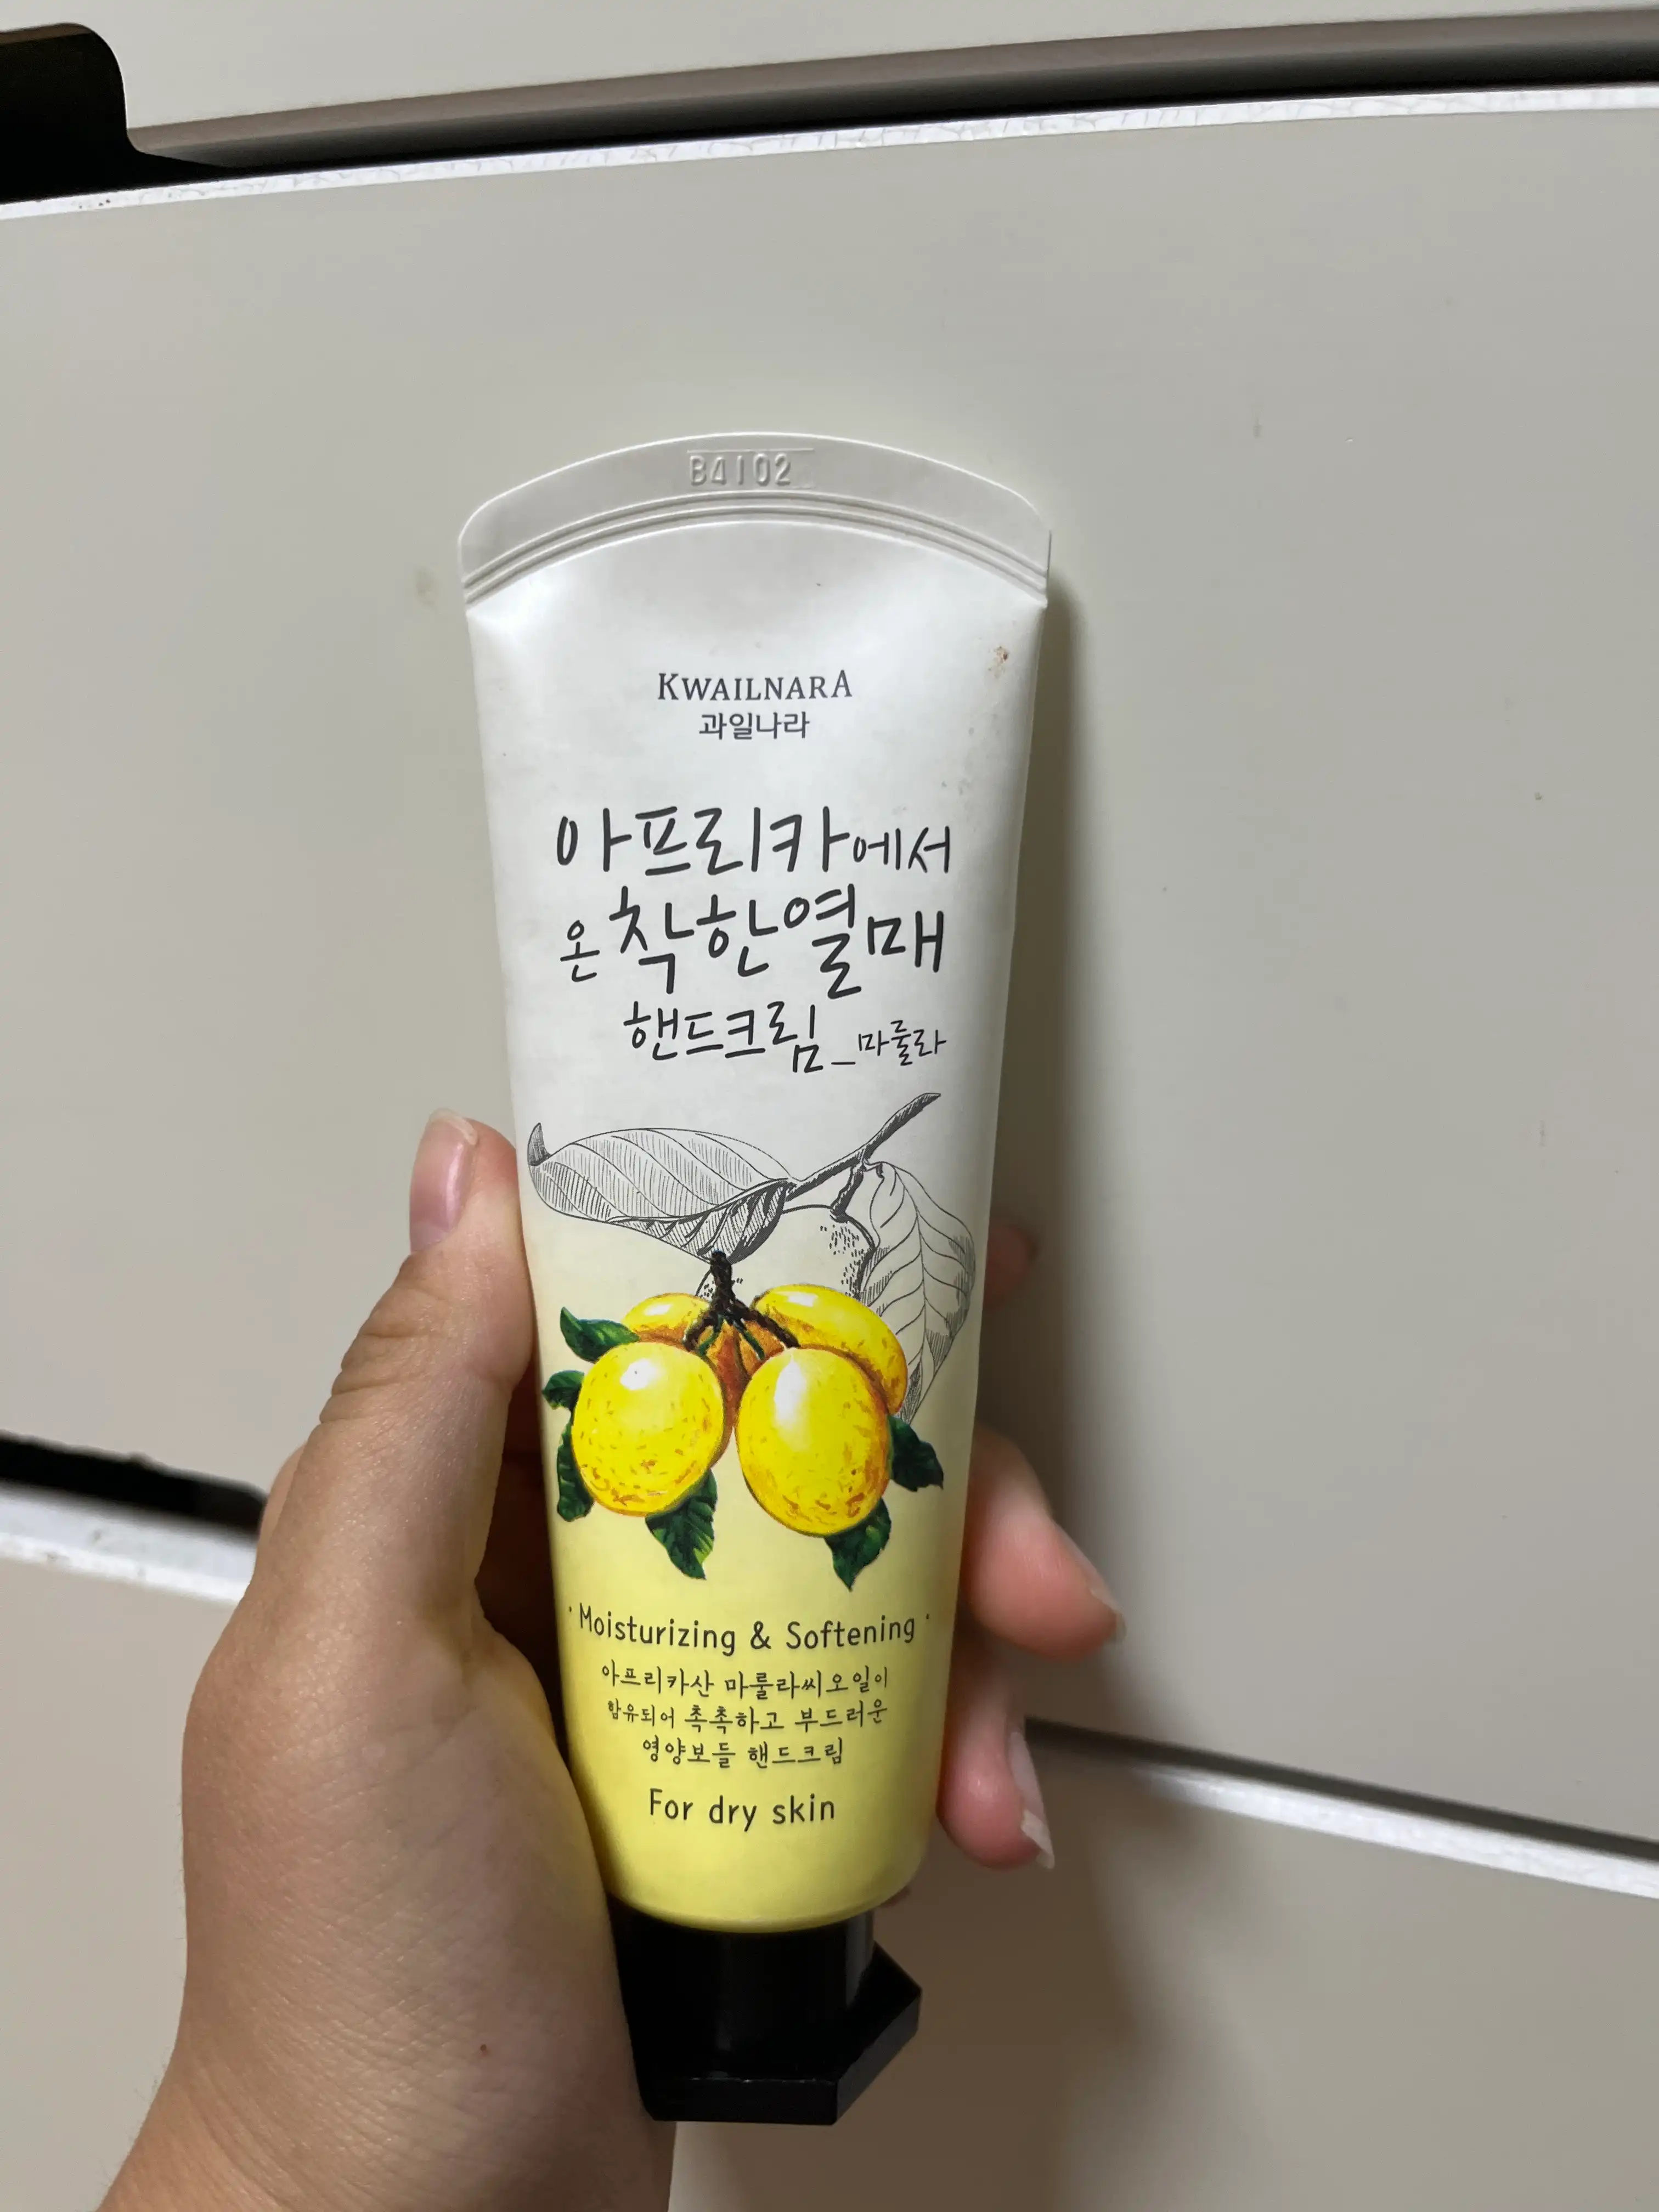 B4102
KWAILNARA
과일나라
아프리카에서
온 착한열매
핸드크림_마룰라
· Moisturizing & Softening ·
아프리카산 마룰라씨오일이
함유되어 촉촉하고 부드러운
영양보들 핸드크림
For dry skin